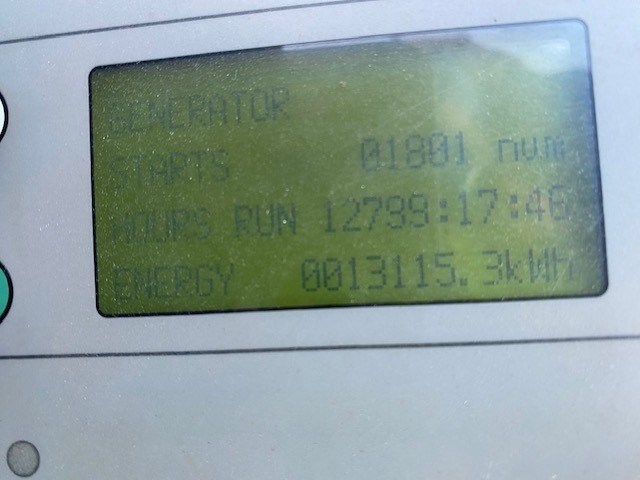 GENERATOR
STARTS 01801 num
HOURS RUN 12799:17:46
ENERGY 0013115.3kWh